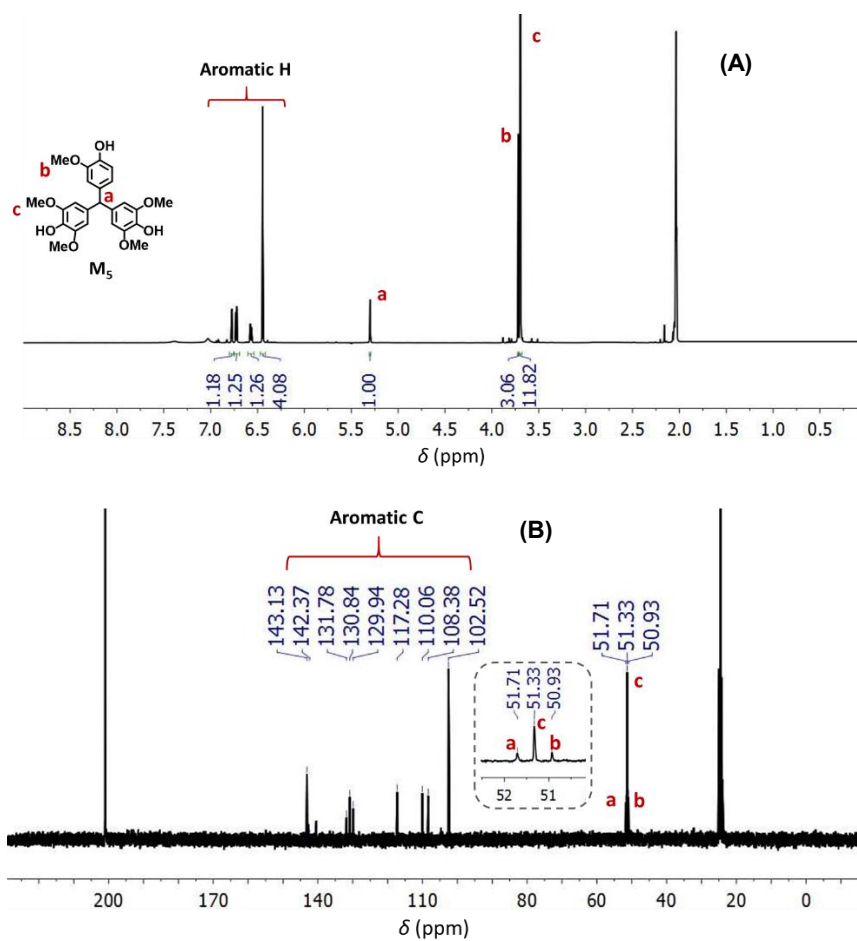 (A)
Aromatic H
c
b
a
OH
b MeO
a
c MeO OMe
HO OH
OMe OMe
M5
1.18
1.25
1.26
4.08
1.00
3.06
11.82
8.5 8.0 7.5 7.0 6.5 6.0 5.5 5.0 4.5 4.0 3.5 3.0 2.5 2.0 1.5 1.0 0.5
δ (ppm)
(B)
Aromatic C
143.13
142.37
131.78
130.84
129.94
117.28
110.06
108.38
102.52
51.71
51.33
50.93
c
a b
51.71
51.33
50.93
c
a b
52 51
200 170 140 110 80 60 40 20 0
δ (ppm)